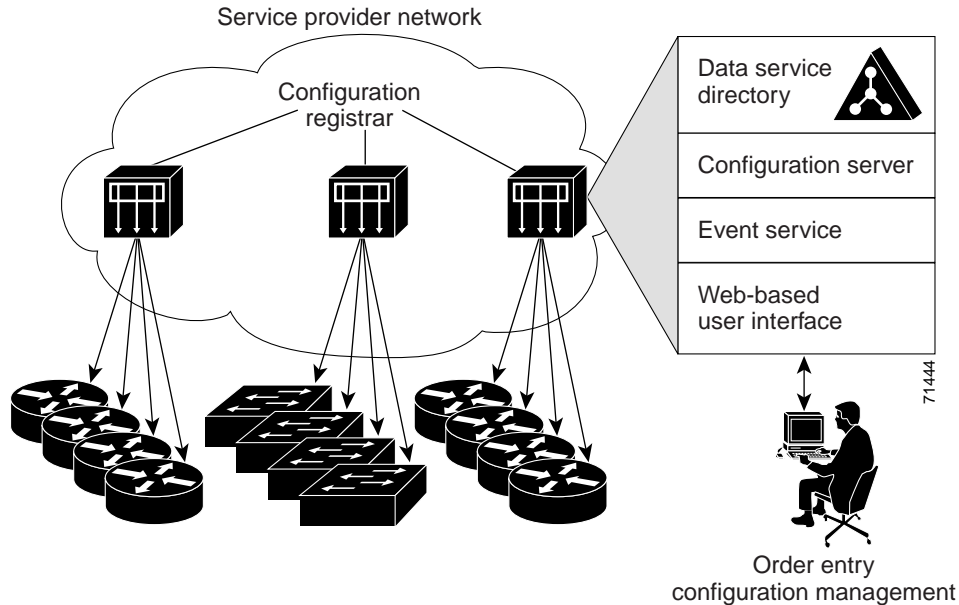 Service provider network
Configuration
registrar
Data service
directory
Configuration server
Event service
Web-based
user interface
71444
Order entry
configuration management